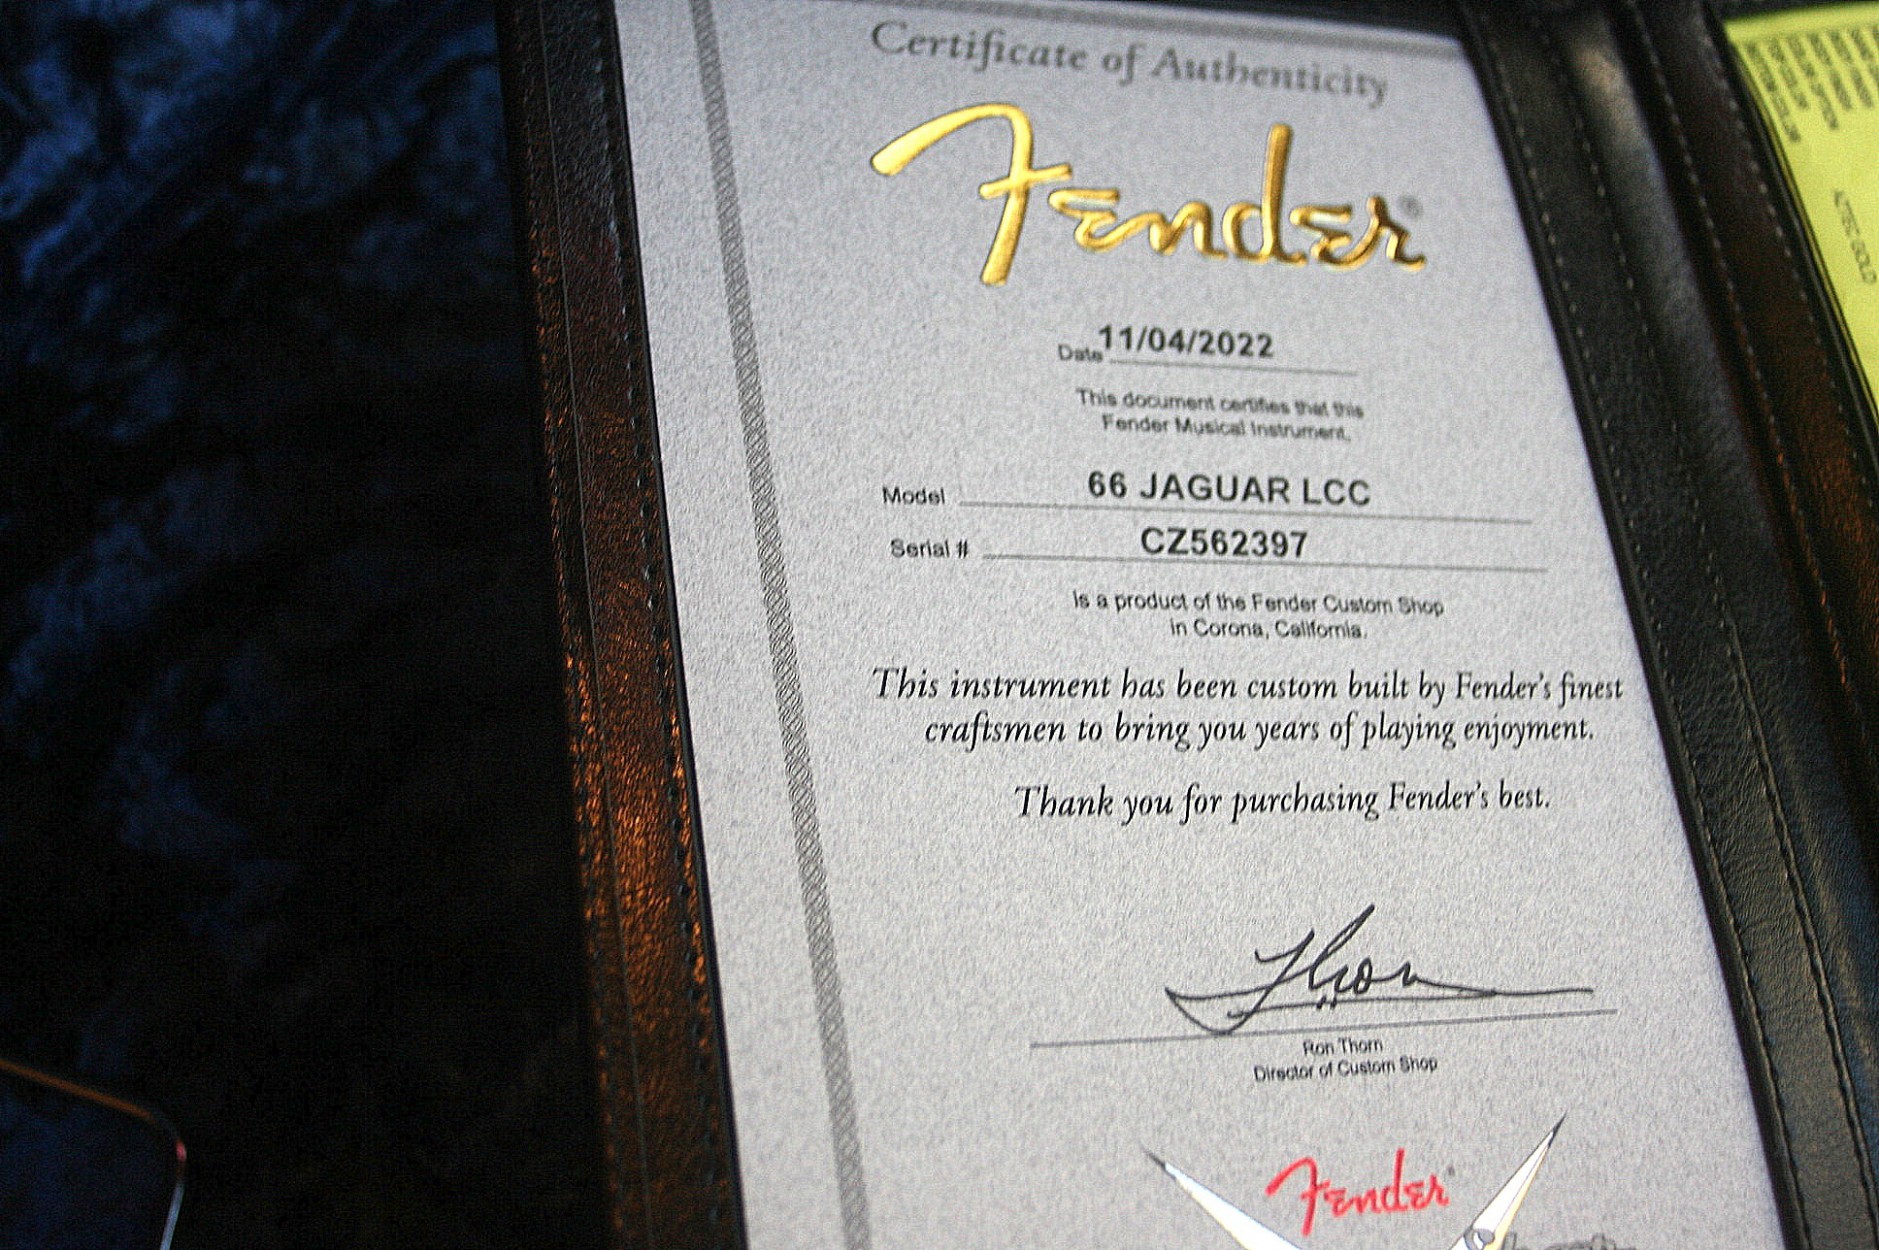 Certificate of Authenticity
Fender®
Date 11/04/2022
This document certifies that this
Fender Musical Instrument,
Model 66 JAGUAR LCC
Serial # CZ562397
is a product of the Fender Custom Shop
in Corona, California.
This instrument has been custom built by Fender's finest
craftsmen to bring you years of playing enjoyment.
Thank you for purchasing Fender's best.
Ron Thorn
Director of Custom Shop
Fender
AZTEC GOLD